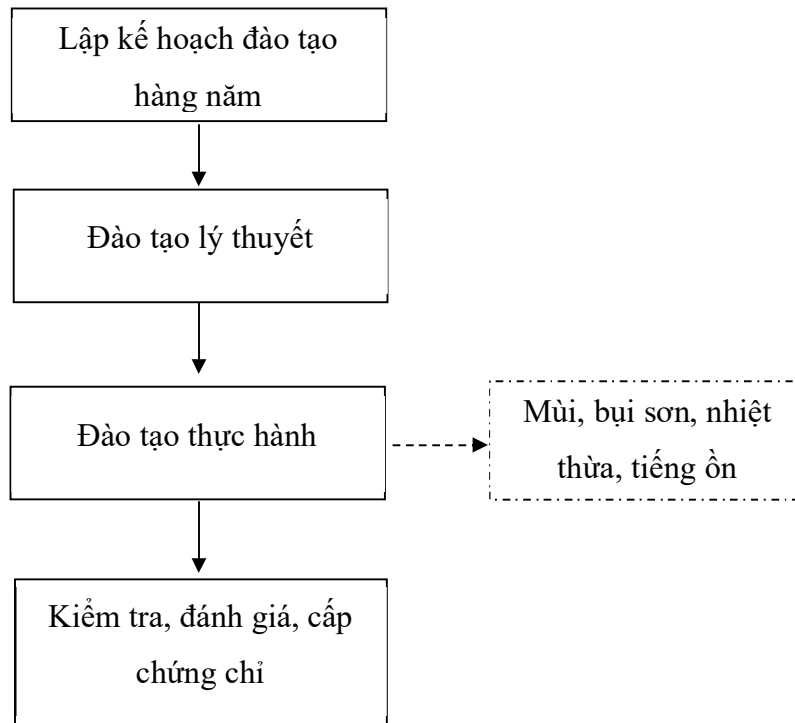 Lập kế hoạch đào tạo
hàng năm
Đào tạo lý thuyết
Đào tạo thực hành
Mùi, bụi sơn, nhiệt
thừa, tiếng ồn
Kiểm tra, đánh giá, cấp
chứng chỉ